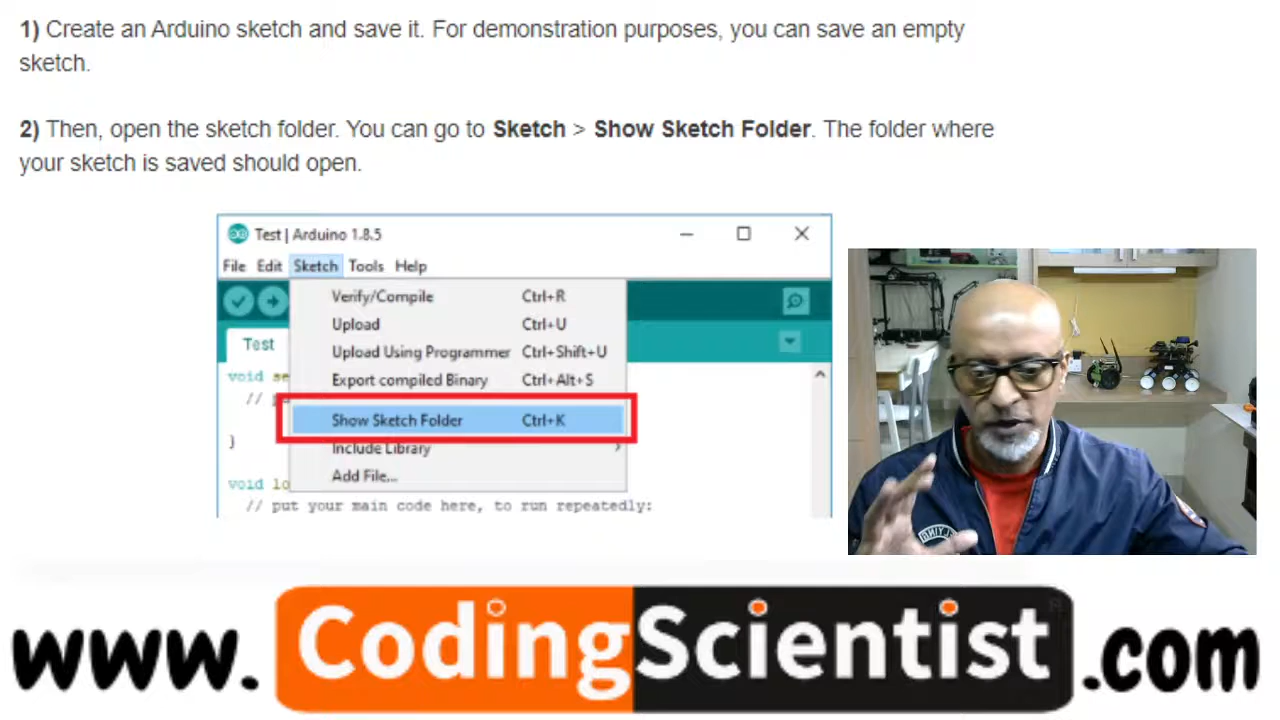 1) Create an Arduino sketch and save it. For demonstration purposes, you can save an empty
sketch.
2) Then, open the sketch folder. You can go to Sketch > Show Sketch Folder. The folder where
your sketch is saved should open.
Test | Arduino 1.8.5
File Edit Sketch Tools Help
Verify/Compile Ctrl+R
Upload Ctrl+U
Upload Using Programmer Ctrl+Shift+U
Test
Export compiled Binary Ctrl+Alt+S
void se
//
Show Sketch Folder Ctrl+K
}
Include Library
Add File...
void lo
// put your main code here, to run repeatedly:
www.CodingScientist.com